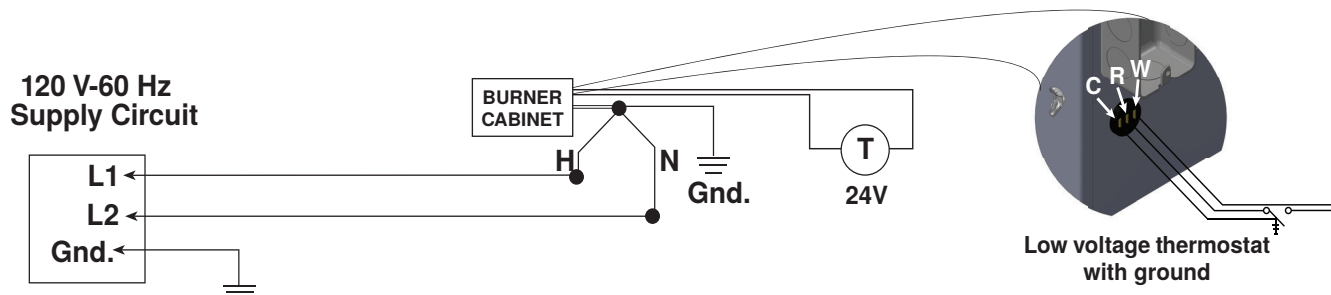 120 V-60 Hz
Supply Circuit
L1
L2
Gnd.
BURNER
CABINET
H
N
Gnd.
T
24V
C R W
Low voltage thermostat
with ground